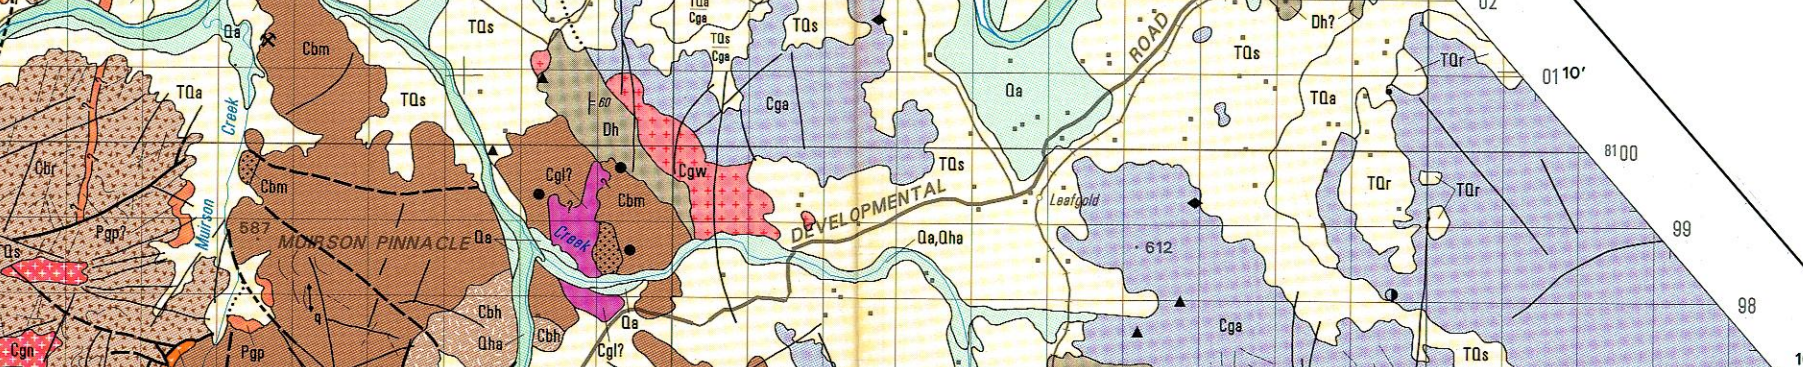 02
TQa
Cga
TQs
Cga
TQs
TQs
Qa
Cbm
Dh?
ROAD
TQs
TQr
01 10'
TQa
TQs
60
Cga
Qa
TQa
Creek
Dh
8100
Cbr
Cbm
Cgl?
Cgw
TQs
TQr
TQr
?
Cbm
DEVELOPMENTAL
Leafgold
Muirson
Pgp?
587
MUIRSON PINNACLE
Qa
Creek
Qa,Qha
612
99
Qs
q
Cbh
Qha
Cbh
Qa
Cga
98
Cgn
Pgp
Cgl?
TQs